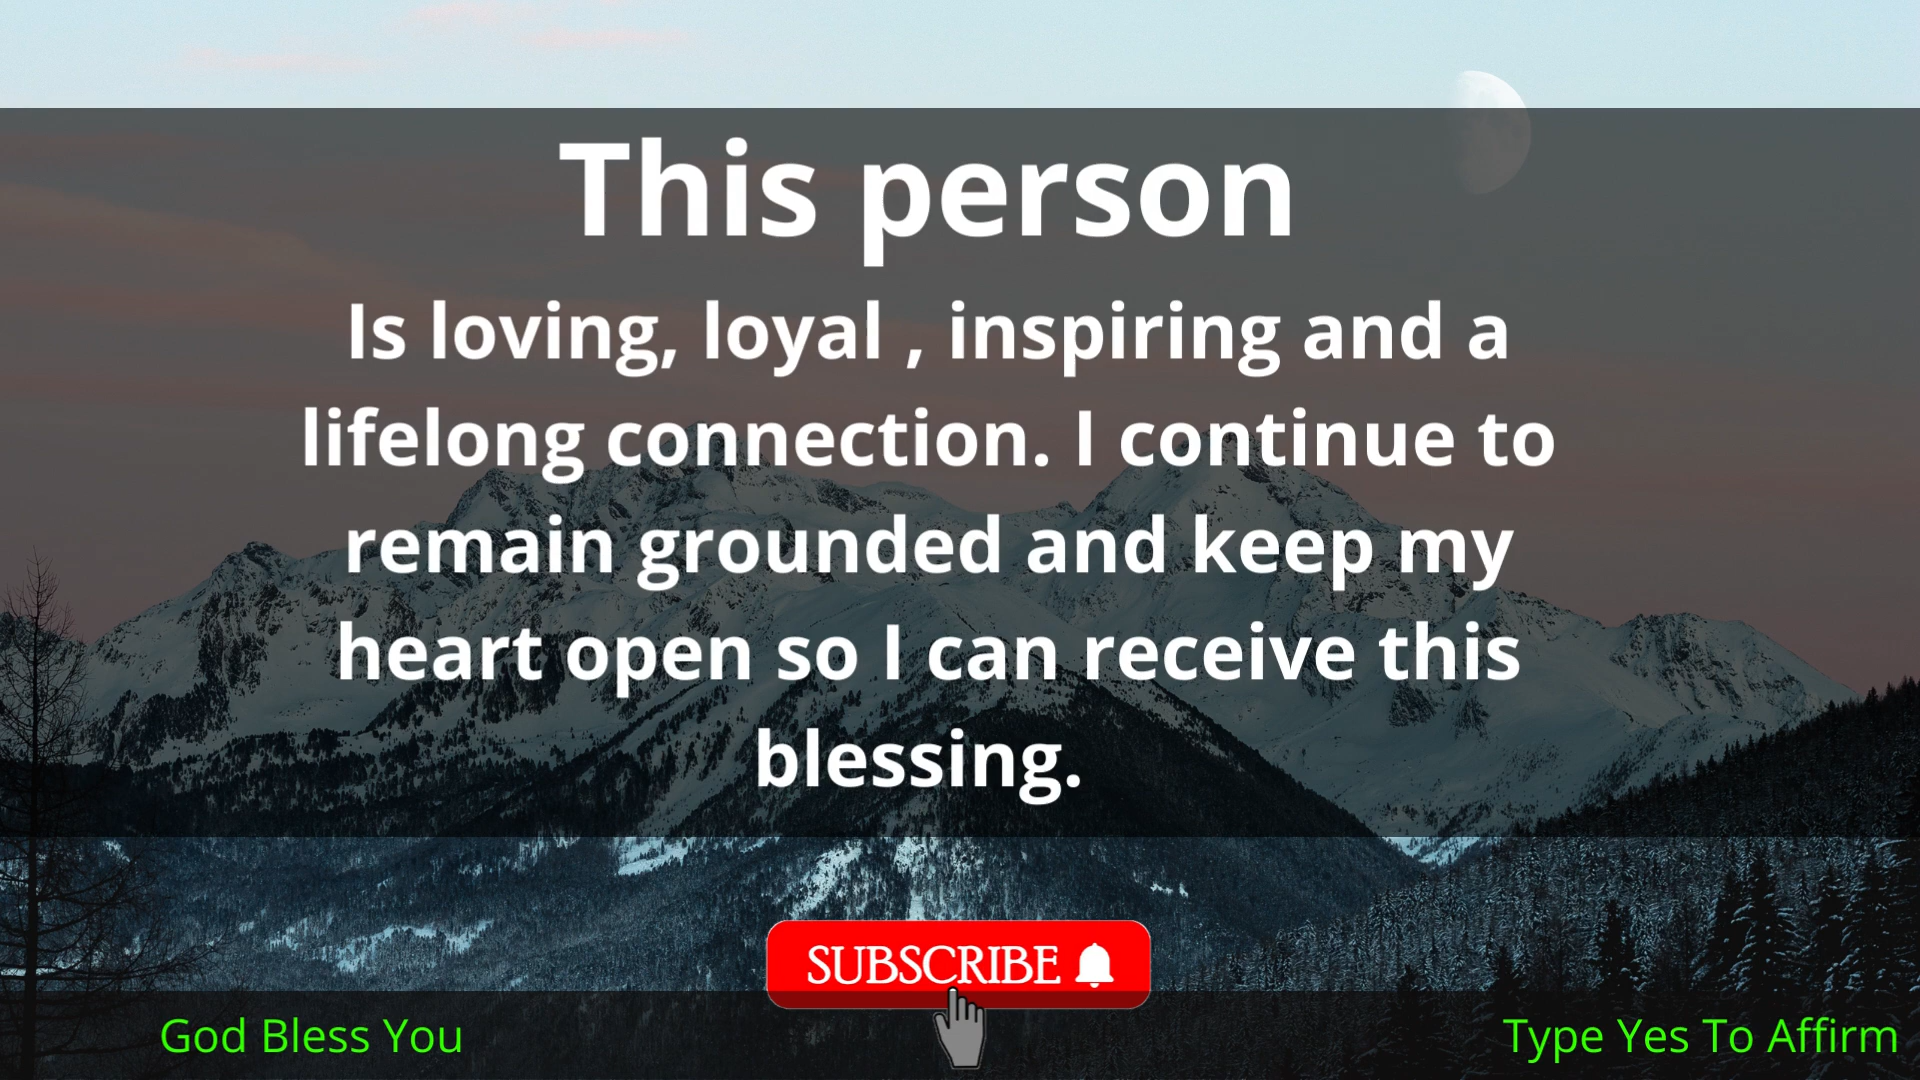 This person
Is loving, loyal , inspiring and a
lifelong connection. I continue to
remain grounded and keep my
heart open so I can receive this
blessing.
SUBSCRIBE
God Bless You
Type Yes To Affirm